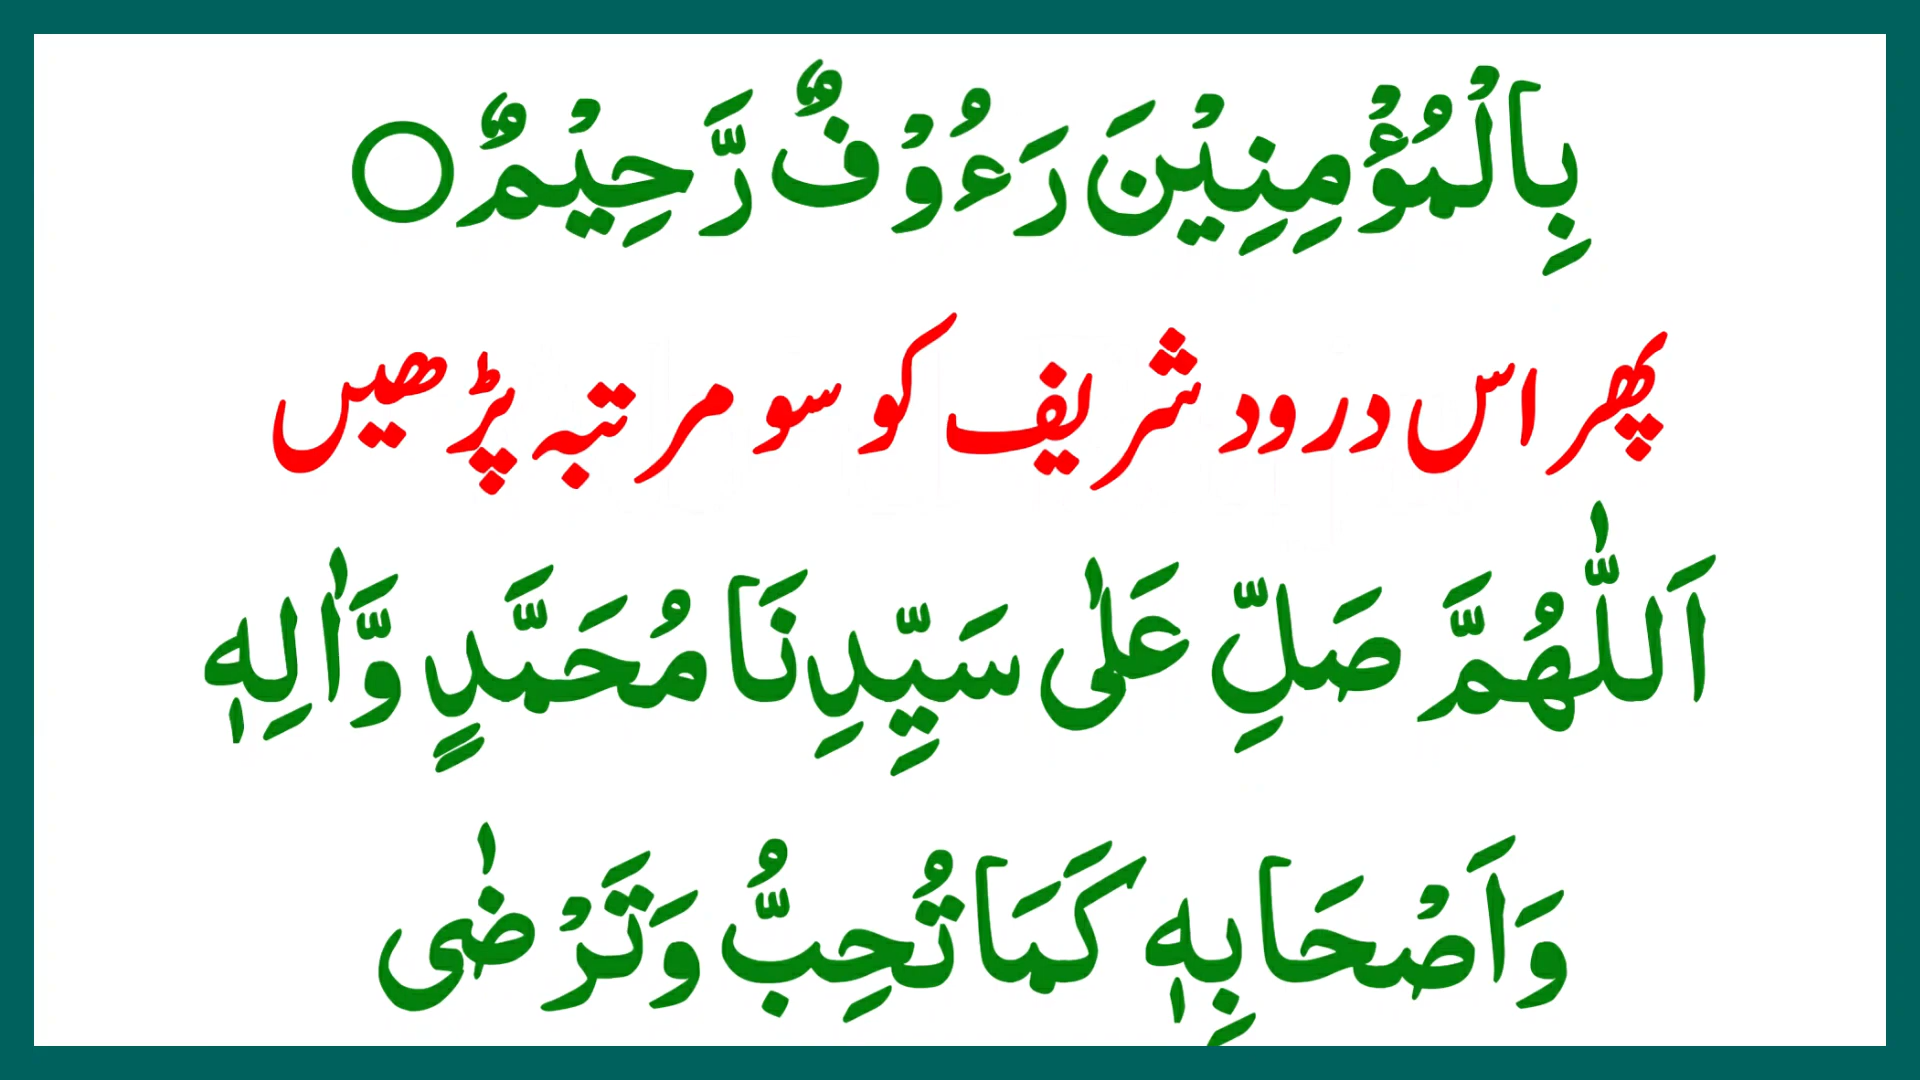 بِالْمُؤْمِنِيْنَ رَءُوْفٌ رَّحِيْمٌ ○
پھر اس درود شریف کو سو مرتبہ پڑھیں
اَللّٰهُمَّ صَلِّ عَلٰی سَيِّدِنَا مُحَمَّدٍ وَّاٰلِهٖ
وَاَصْحَابِهٖ كَمَا تُحِبُّ وَتَرْضٰی